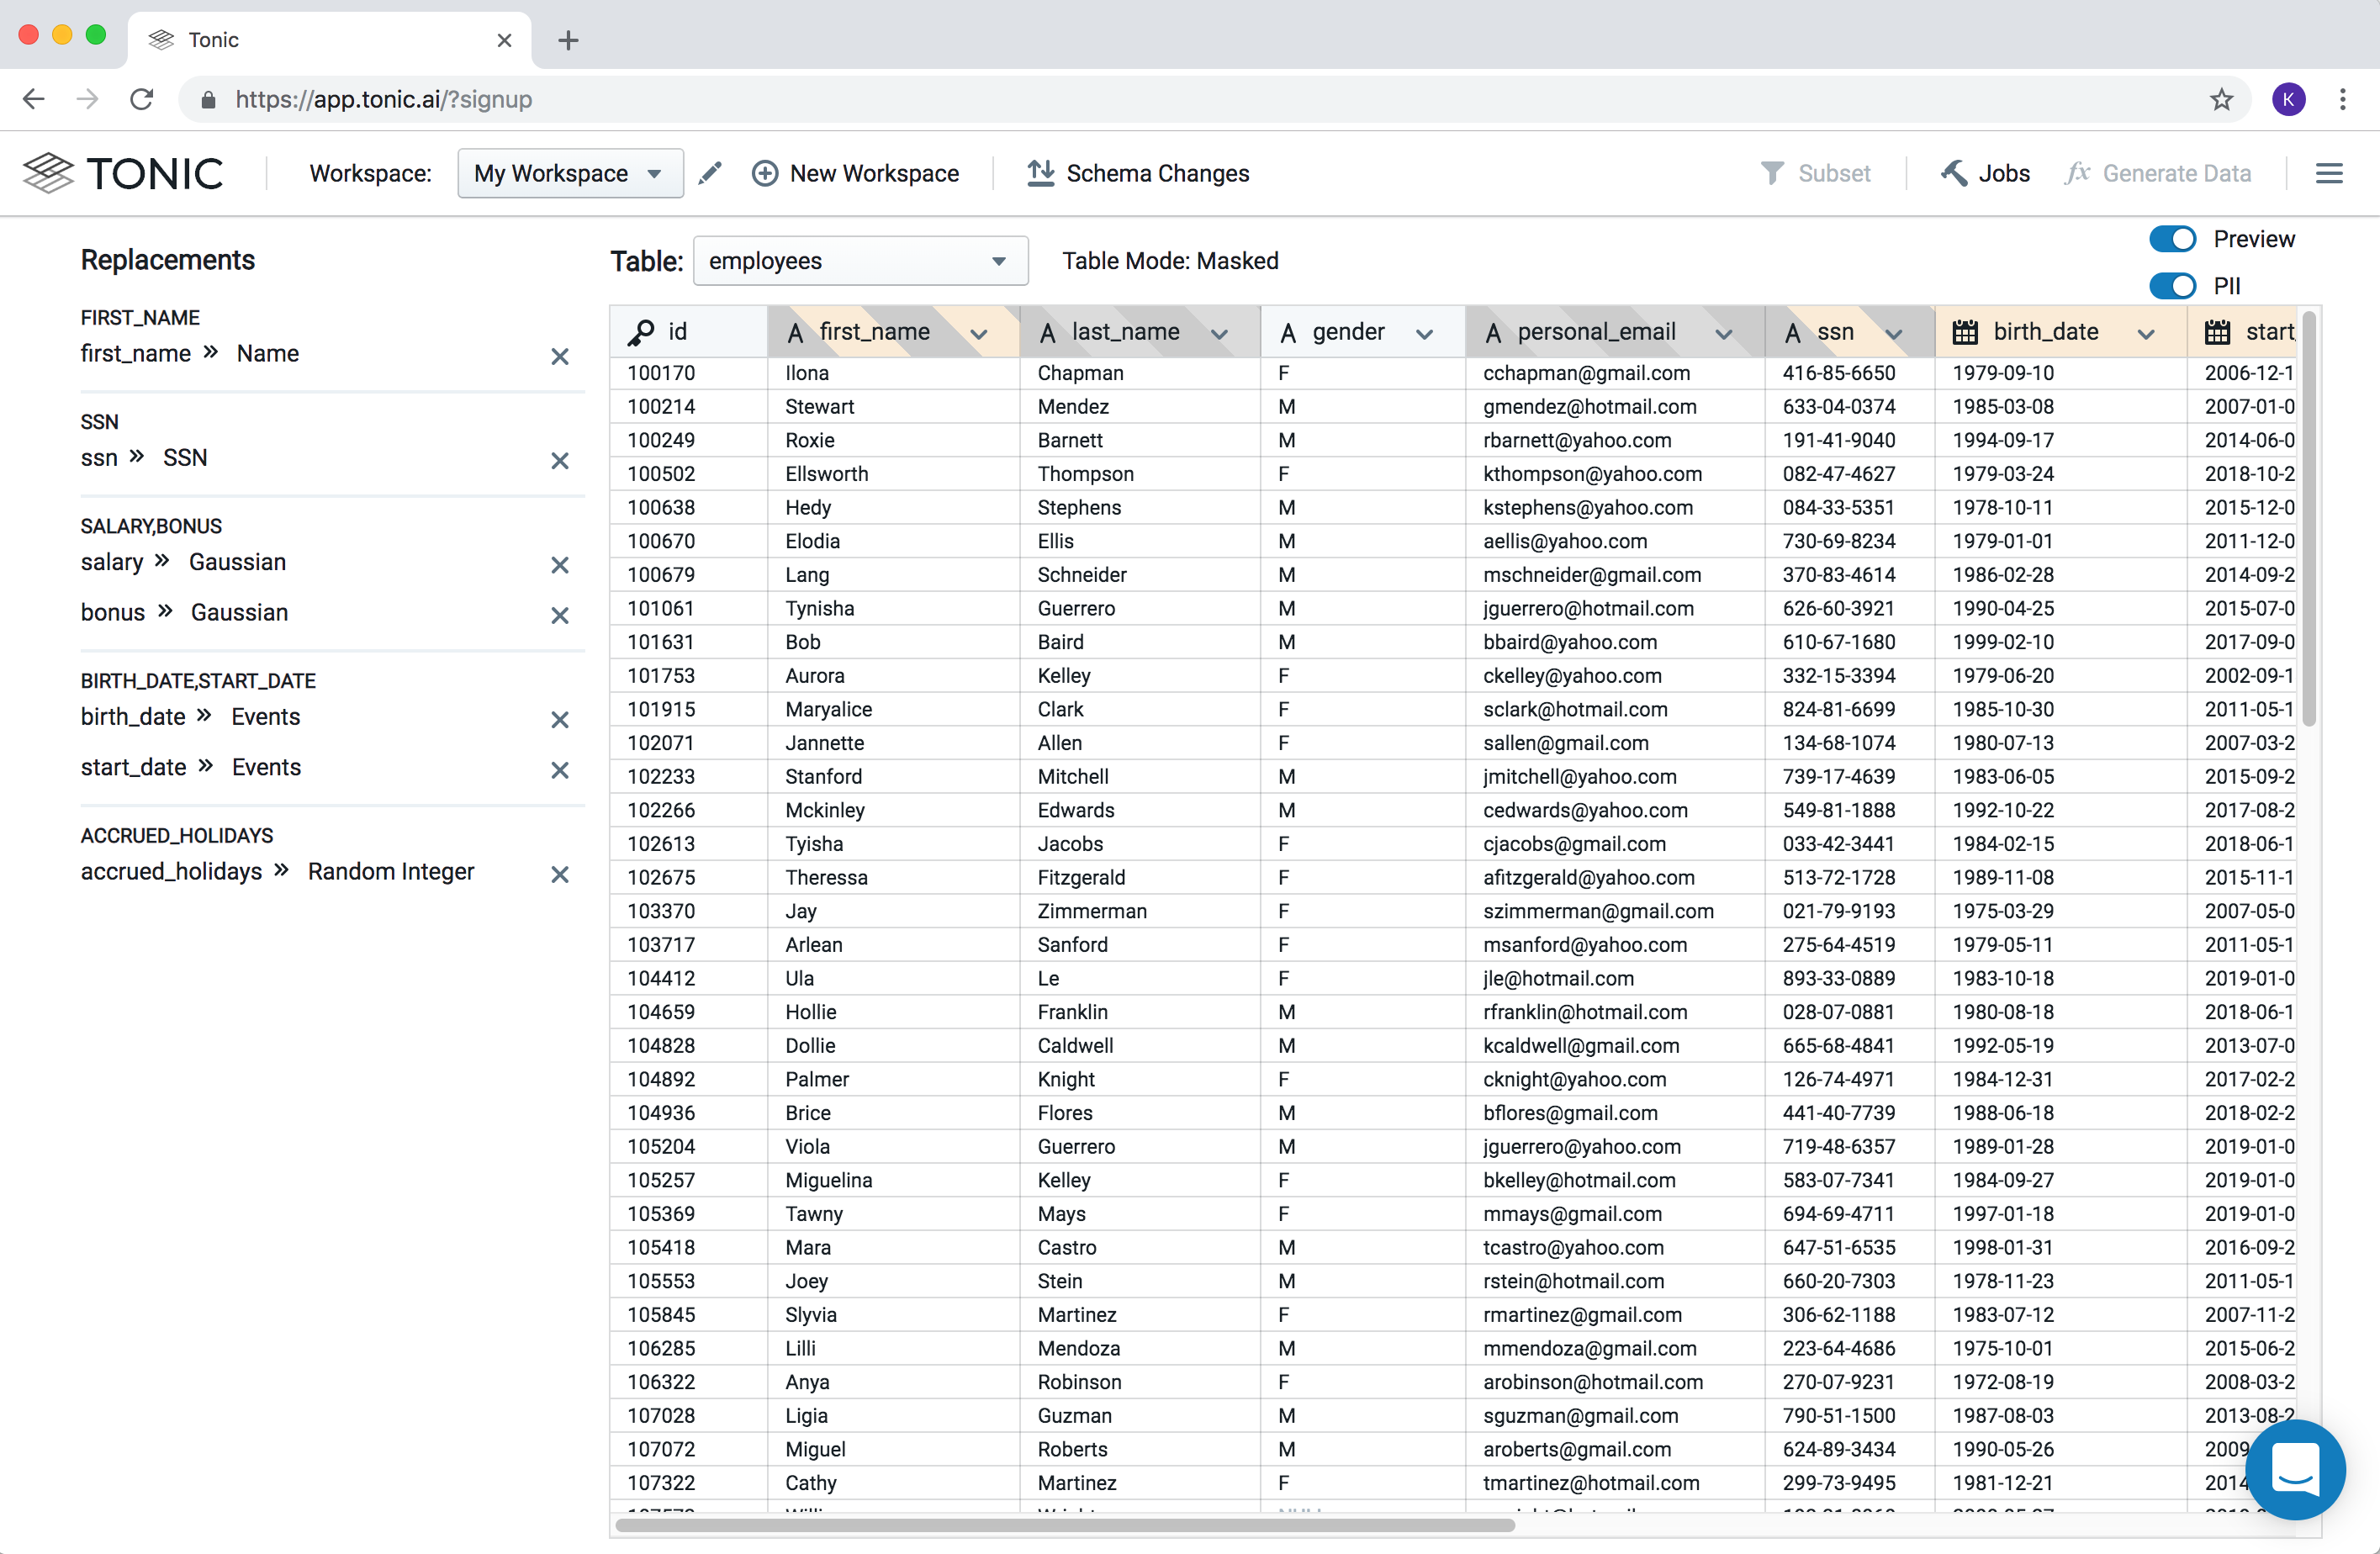 Tonic
https://app.tonic.ai/?signup
K
TONIC
Workspace: My Workspace New Workspace Schema Changes Subset Jobs fx Generate Data
Replacements
FIRST_NAME
first_name » Name
SSN
ssn » SSN
SALARY,BONUS
salary » Gaussian
bonus » Gaussian
BIRTH_DATE,START_DATE
birth_date » Events
start_date » Events
ACCRUED_HOLIDAYS
accrued_holidays » Random Integer
Table: employees Table Mode: Masked
Preview
PII
id A first_name A last_name A gender A personal_email A ssn birth_date start_
100170 Ilona Chapman F cchapman@gmail.com 416-85-6650 1979-09-10 2006-12-1
100214 Stewart Mendez M gmendez@hotmail.com 633-04-0374 1985-03-08 2007-01-0
100249 Roxie Barnett M rbarnett@yahoo.com 191-41-9040 1994-09-17 2014-06-0
100502 Ellsworth Thompson F kthompson@yahoo.com 082-47-4627 1979-03-24 2018-10-2
100638 Hedy Stephens M kstephens@yahoo.com 084-33-5351 1978-10-11 2015-12-0
100670 Elodia Ellis M aellis@yahoo.com 730-69-8234 1979-01-01 2011-12-0
100679 Lang Schneider M mschneider@gmail.com 370-83-4614 1986-02-28 2014-09-2
101061 Tynisha Guerrero M jguerrero@hotmail.com 626-60-3921 1990-04-25 2015-07-0
101631 Bob Baird M bbaird@yahoo.com 610-67-1680 1999-02-10 2017-09-0
101753 Aurora Kelley F ckelley@yahoo.com 332-15-3394 1979-06-20 2002-09-1
101915 Maryalice Clark F sclark@hotmail.com 824-81-6699 1985-10-30 2011-05-1
102071 Jannette Allen F sallen@gmail.com 134-68-1074 1980-07-13 2007-03-2
102233 Stanford Mitchell M jmitchell@yahoo.com 739-17-4639 1983-06-05 2015-09-2
102266 Mckinley Edwards M cedwards@yahoo.com 549-81-1888 1992-10-22 2017-08-2
102613 Tyisha Jacobs F cjacobs@gmail.com 033-42-3441 1984-02-15 2018-06-1
102675 Theressa Fitzgerald F afitzgerald@yahoo.com 513-72-1728 1989-11-08 2015-11-1
103370 Jay Zimmerman F szimmerman@gmail.com 021-79-9193 1975-03-29 2007-05-0
103717 Arlean Sanford F msanford@yahoo.com 275-64-4519 1979-05-11 2011-05-1
104412 Ula Le F jle@hotmail.com 893-33-0889 1983-10-18 2019-01-0
104659 Hollie Franklin M rfranklin@hotmail.com 028-07-0881 1980-08-18 2018-06-1
104828 Dollie Caldwell M kcaldwell@gmail.com 665-68-4841 1992-05-19 2013-07-0
104892 Palmer Knight F cknight@yahoo.com 126-74-4971 1984-12-31 2017-02-2
104936 Brice Flores M bflores@gmail.com 441-40-7739 1988-06-18 2018-02-2
105204 Viola Guerrero M jguerrero@yahoo.com 719-48-6357 1989-01-28 2019-01-0
105257 Miguelina Kelley F bkelley@hotmail.com 583-07-7341 1984-09-27 2019-01-0
105369 Tawny Mays F mmays@gmail.com 694-69-4711 1997-01-18 2019-01-0
105418 Mara Castro M tcastro@yahoo.com 647-51-6535 1998-01-31 2016-09-2
105553 Joey Stein M rstein@hotmail.com 660-20-7303 1978-11-23 2011-05-1
105845 Slyvia Martinez F rmartinez@gmail.com 306-62-1188 1983-07-12 2007-11-2
106285 Lilli Mendoza M mmendoza@gmail.com 223-64-4686 1975-10-01 2015-06-2
106322 Anya Robinson F arobinson@hotmail.com 270-07-9231 1972-08-19 2008-03-2
107028 Ligia Guzman M sguzman@gmail.com 790-51-1500 1987-08-03 2013-08-2
107072 Miguel Roberts M aroberts@gmail.com 624-89-3434 1990-05-26 2009
107322 Cathy Martinez F tmartinez@hotmail.com 299-73-9495 1981-12-21 2014